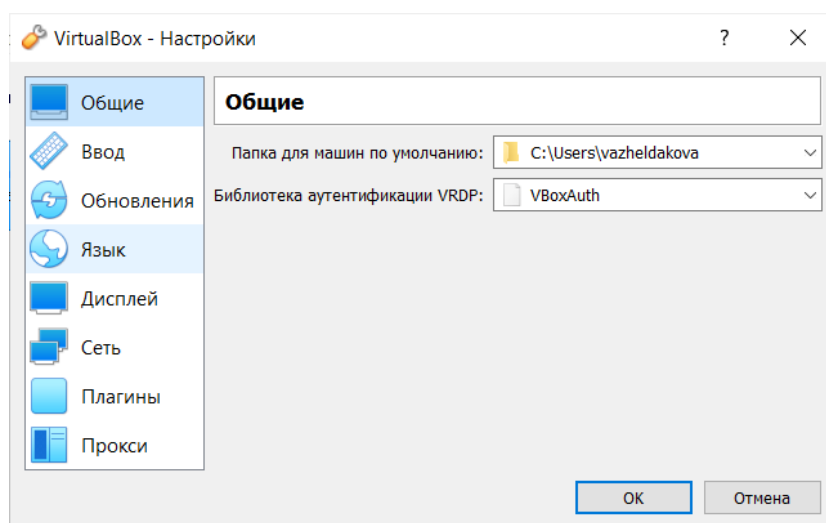 VirtualBox - Настройки ?
Общие
Ввод
Обновления
Язык
Дисплей
Сеть
Плагины
Прокси
Общие
Папка для машин по умолчанию: C:\Users\vazheldakova
Библиотека аутентификации VRDP: VBoxAuth
ОК Отмена